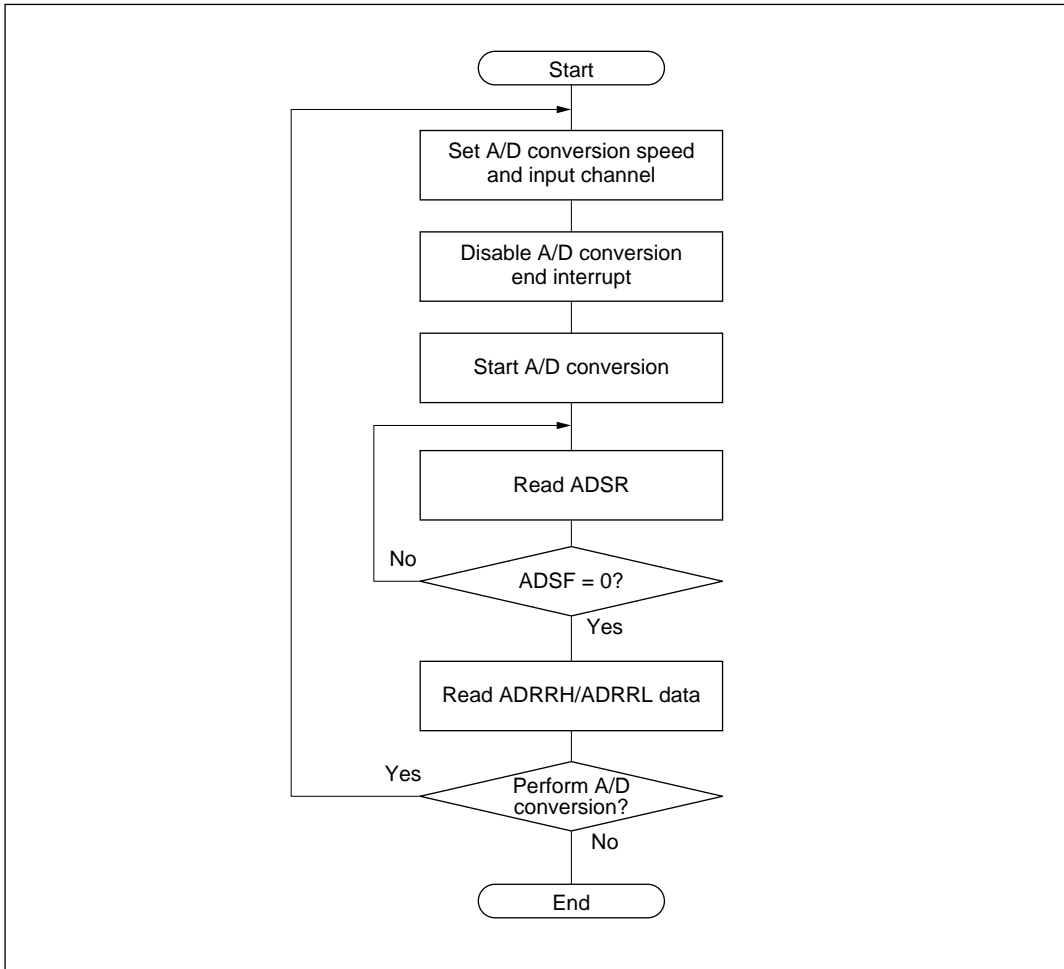 Start
Set A/D conversion speed
and input channel
Disable A/D conversion
end interrupt
Start A/D conversion
Read ADSR
No
ADSF = 0?
Yes
Read ADRRH/ADRRL data
Yes
Perform A/D
conversion?
No
End